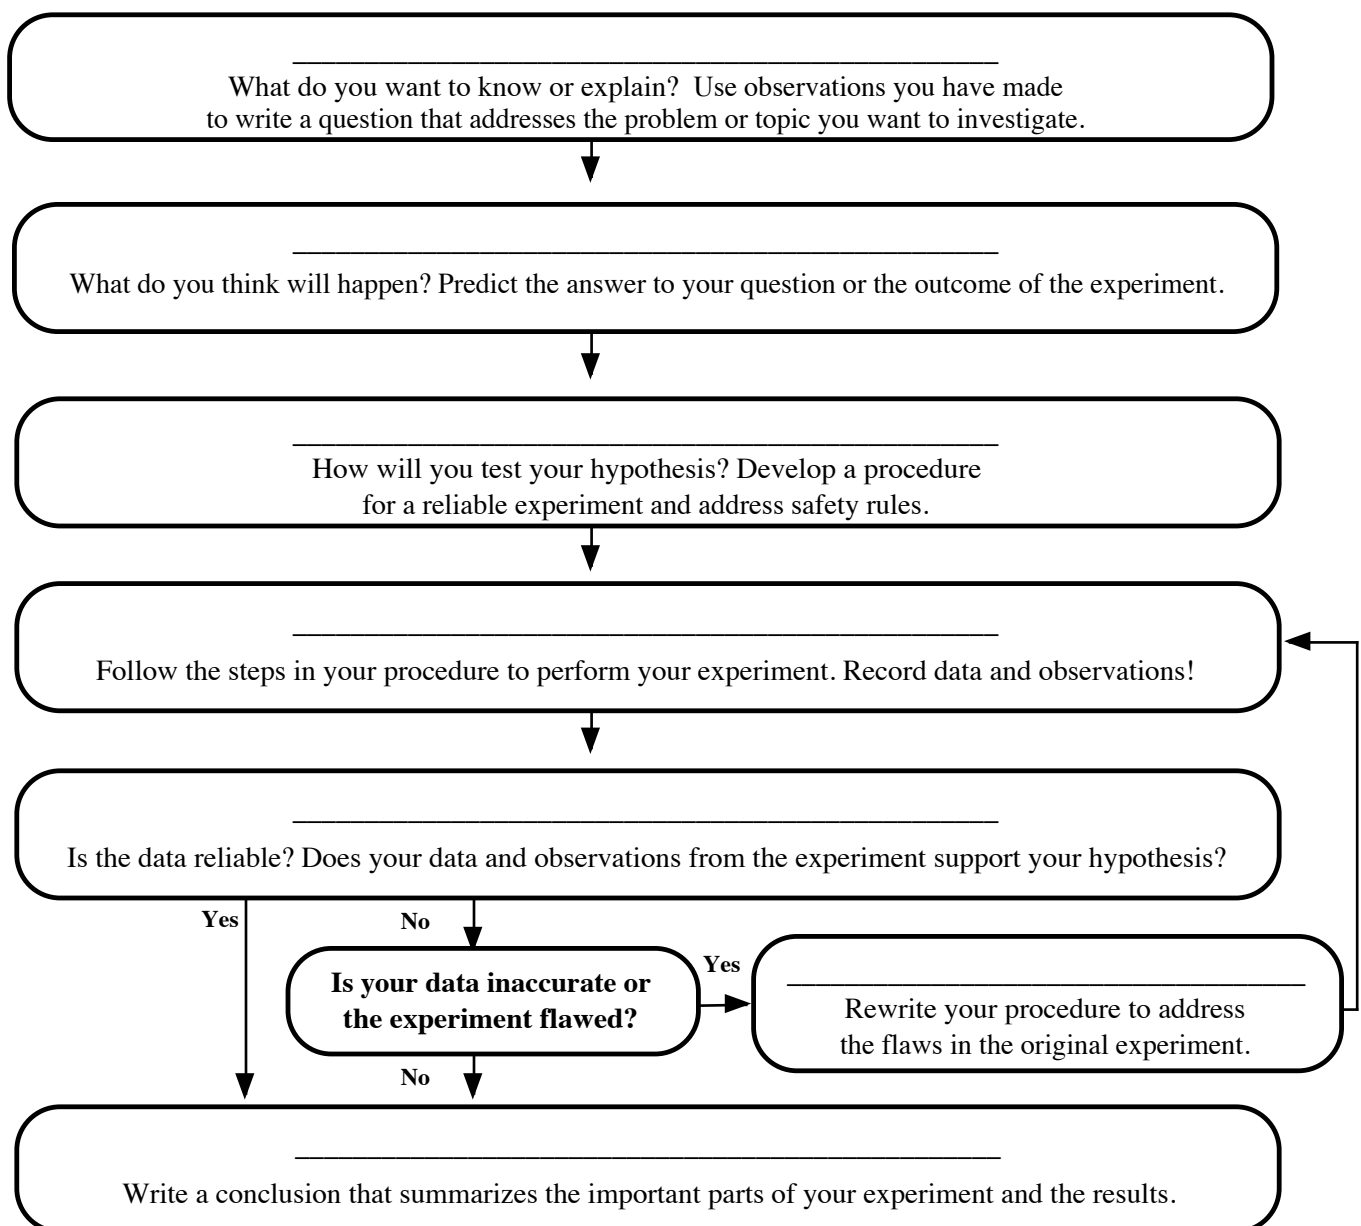 What do you want to know or explain?  Use observations you have made
to write a question that addresses the problem or topic you want to investigate.
What do you think will happen? Predict the answer to your question or the outcome of the experiment.
How will you test your hypothesis? Develop a procedure
for a reliable experiment and address safety rules.
Follow the steps in your procedure to perform your experiment. Record data and observations!
Is the data reliable? Does your data and observations from the experiment support your hypothesis?
Yes
No
Is your data inaccurate or
the experiment flawed?
Yes
Rewrite your procedure to address
the flaws in the original experiment.
No
Write a conclusion that summarizes the important parts of your experiment and the results.